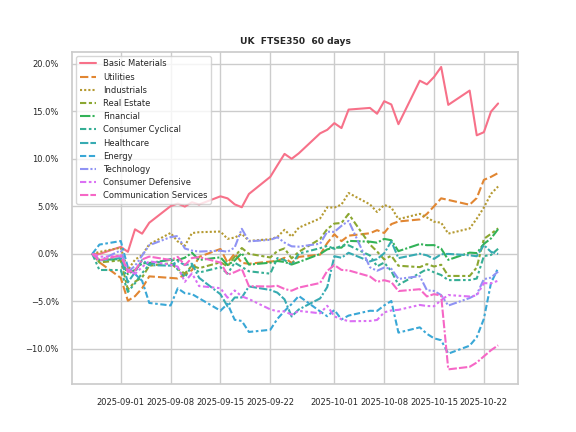 UK FTSE350 60 days
20.0%
15.0%
10.0%
5.0%
0.0%
−5.0%
−10.0%
Basic Materials
Utilities
Industrials
Real Estate
Financial
Consumer Cyclical
Healthcare
Energy
Technology
Consumer Defensive
Communication Services
2025-09-01 2025-09-08 2025-09-15 2025-09-22 2025-10-01 2025-10-08 2025-10-15 2025-10-22